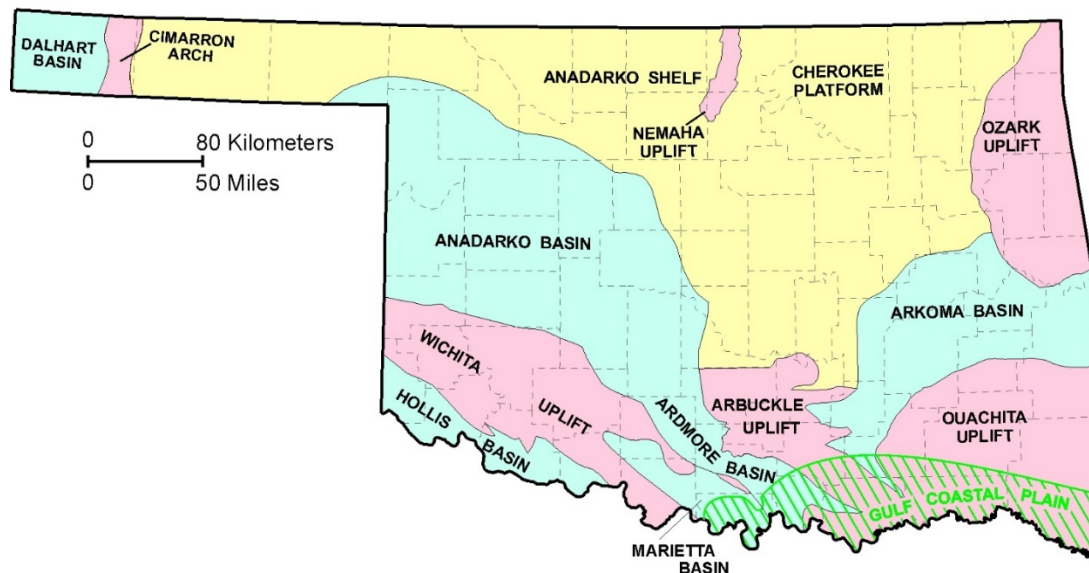 DALHART
BASIN
CIMARRON
ARCH
ANADARKO SHELF
CHEROKEE
PLATFORM
NEMAHA
UPLIFT
OZARK
UPLIFT
0 80 Kilometers
0 50 Miles
ANADARKO BASIN
ARKOMA BASIN
WICHITA
UPLIFT
HOLLIS
BASIN
ARDMORE BASIN
ARBUCKLE
UPLIFT
OUACHITA
UPLIFT
GULF COASTAL PLAIN
MARIETTA
BASIN